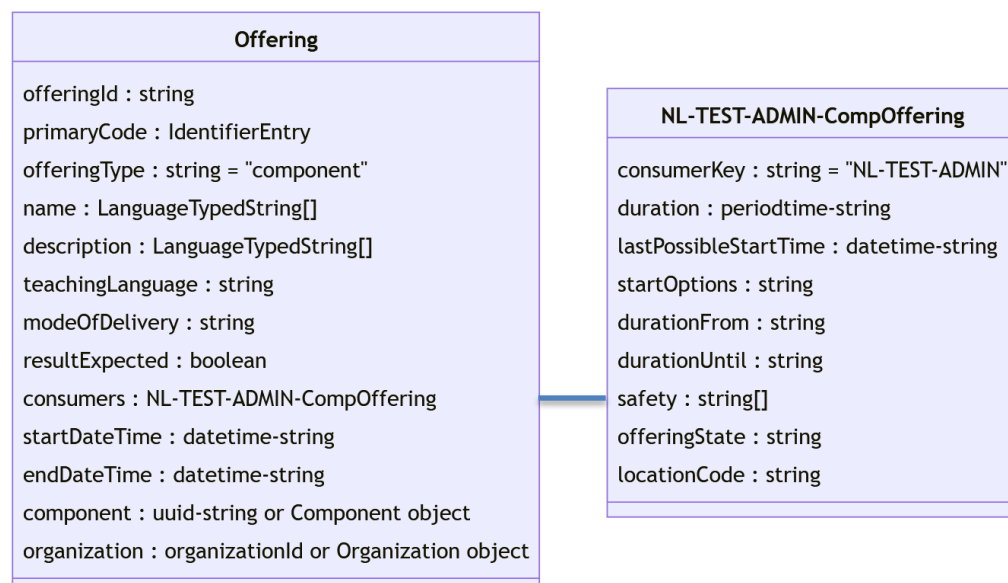 Offering
offeringId : string
primaryCode : IdentifierEntry
offeringType : string = "component"
name : LanguageTypedString[]
description : LanguageTypedString[]
teachingLanguage : string
modeOfDelivery : string
resultExpected : boolean
consumers : NL-TEST-ADMIN-CompOffering
startDateTime : datetime-string
endDateTime : datetime-string
component : uuid-string or Component object
organization : organizationId or Organization object
NL-TEST-ADMIN-CompOffering
consumerKey : string = "NL-TEST-ADMIN"
duration : periodtime-string
lastPossibleStartTime : datetime-string
startOptions : string
durationFrom : string
durationUntil : string
safety : string[]
offeringState : string
locationCode : string